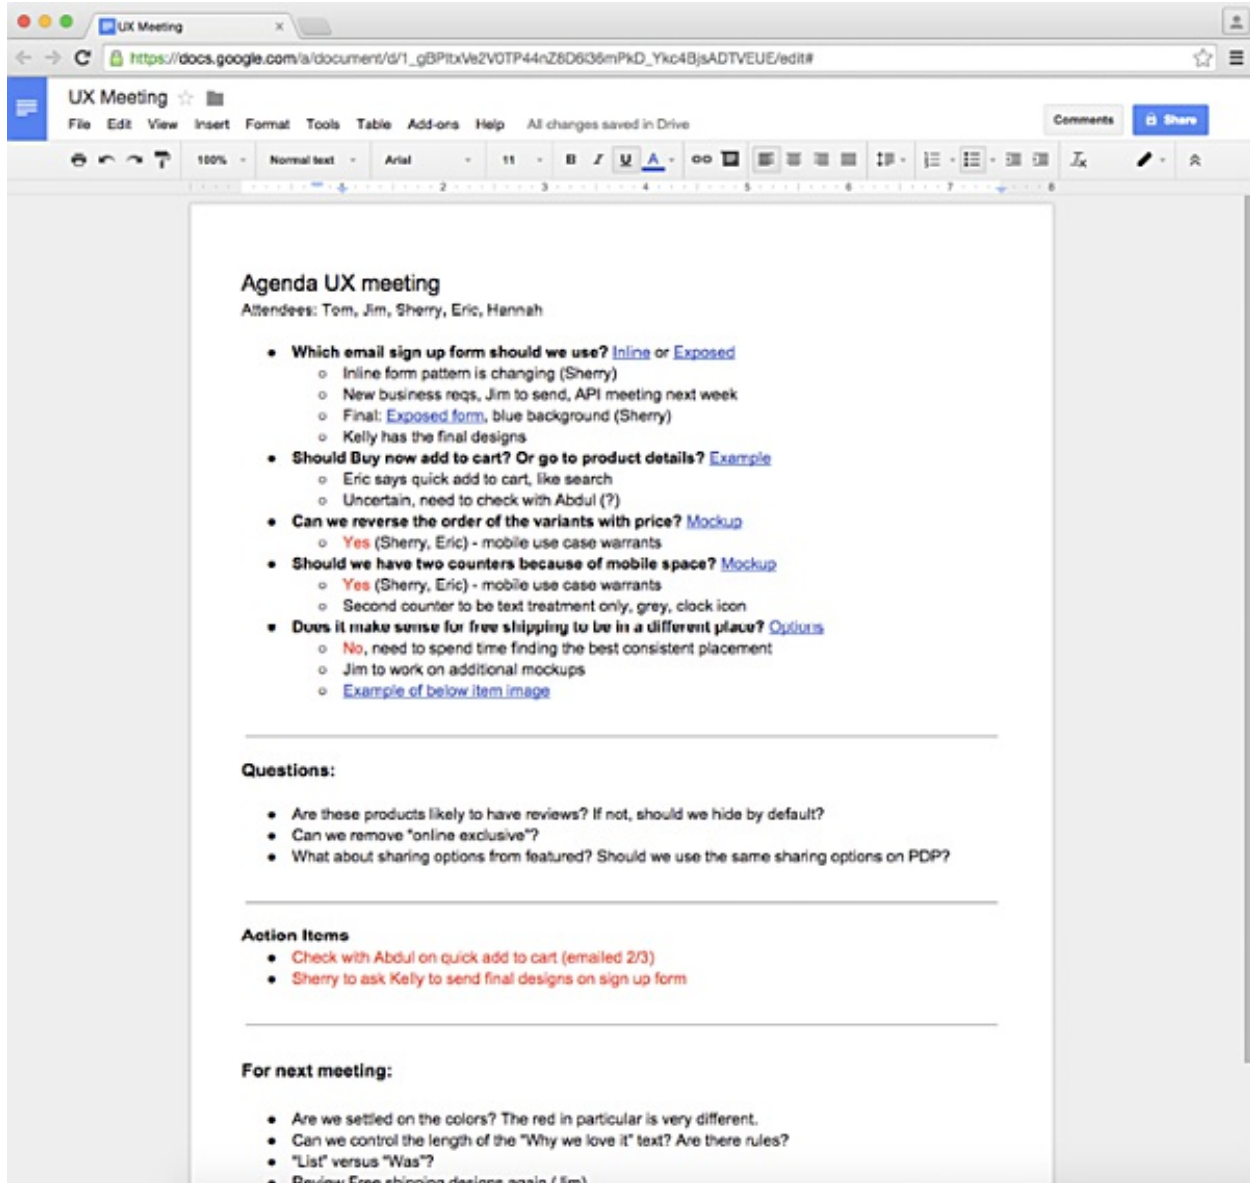 UX Meeting
https://docs.google.com/a/document/d/1_gBPltxVe2V0TP44nZ8D6i36mPkD_Ykc4BjsADTVEUE/edit#
UX Meeting
File Edit View Insert Format Tools Table Add-ons Help All changes saved in Drive
Comments
Share
100% Normal text Arial 11 B I U A
2 3 4 5 6 7 8
Agenda UX meeting
Attendees: Tom, Jim, Sherry, Eric, Hannah
● Which email sign up form should we use? Inline or Exposed
○ Inline form pattern is changing (Sherry)
○ New business reqs, Jim to send, API meeting next week
○ Final: Exposed form, blue background (Sherry)
○ Kelly has the final designs
● Should Buy now add to cart? Or go to product details? Example
○ Eric says quick add to cart, like search
○ Uncertain, need to check with Abdul (?)
● Can we reverse the order of the variants with price? Mockup
○ Yes (Sherry, Eric) - mobile use case warrants
● Should we have two counters because of mobile space? Mockup
○ Yes (Sherry, Eric) - mobile use case warrants
○ Second counter to be text treatment only, grey, clock icon
● Does it make sense for free shipping to be in a different place? Options
○ No, need to spend time finding the best consistent placement
○ Jim to work on additional mockups
○ Example of below item image
Questions:
● Are these products likely to have reviews? If not, should we hide by default?
● Can we remove "online exclusive"?
● What about sharing options from featured? Should we use the same sharing options on PDP?
Action Items
● Check with Abdul on quick add to cart (emailed 2/3)
● Sherry to ask Kelly to send final designs on sign up form
For next meeting:
● Are we settled on the colors? The red in particular is very different.
● Can we control the length of the "Why we love it" text? Are there rules?
● "List" versus "Was"?
● Review Free shipping designs again (Jim)